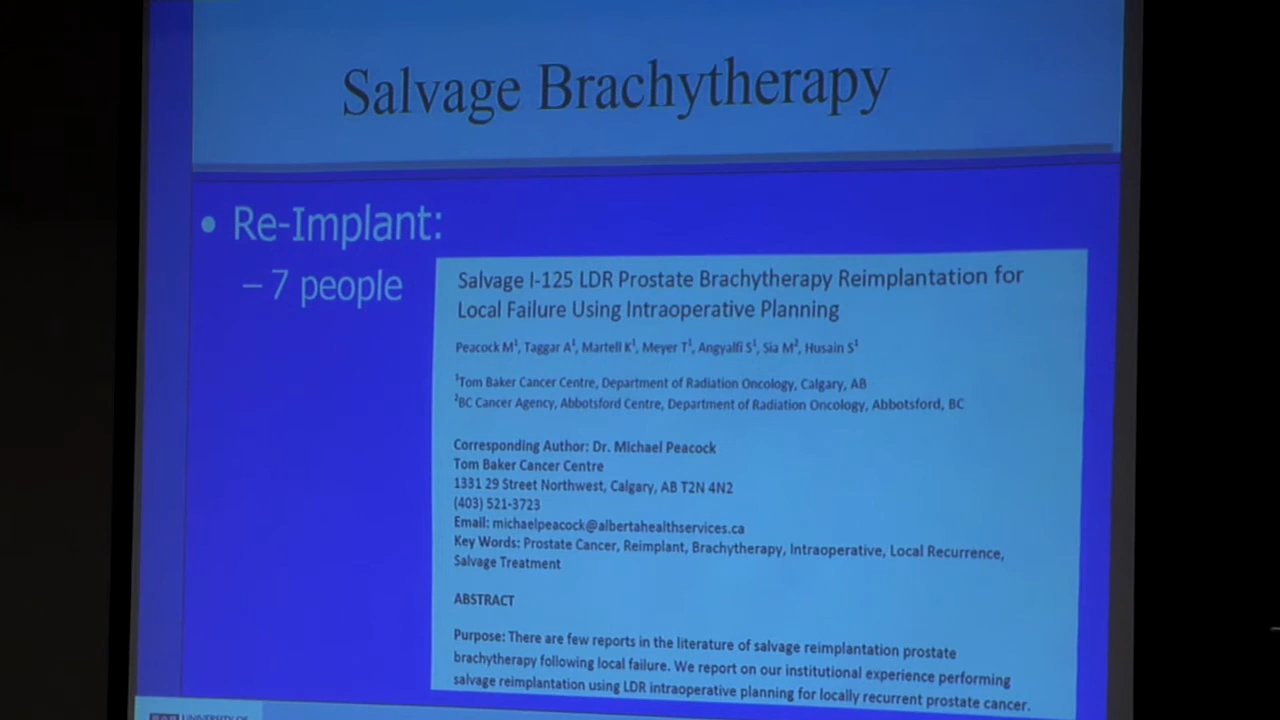 Salvage Brachytherapy
• Re-Implant:
– 7 people
Salvage I-125 LDR Prostate Brachytherapy Reimplantation for
Local Failure Using Intraoperative Planning
Peacock M¹, Taggar A¹, Martell K¹, Meyer T¹, Angyalfi S¹, Sia M², Husain S¹
¹Tom Baker Cancer Centre, Department of Radiation Oncology, Calgary, AB
²BC Cancer Agency, Abbotsford Centre, Department of Radiation Oncology, Abbotsford, BC
Corresponding Author: Dr. Michael Peacock
Tom Baker Cancer Centre
1331 29 Street Northwest, Calgary, AB T2N 4N2
(403) 521-3723
Email: michaelpeacock@albertahealthservices.ca
Key Words: Prostate Cancer, Reimplant, Brachytherapy, Intraoperative, Local Recurrence,
Salvage Treatment
ABSTRACT
Purpose: There are few reports in the literature of salvage reimplantation prostate
brachytherapy following local failure. We report on our institutional experience performing
salvage reimplantation using LDR intraoperative planning for locally recurrent prostate cancer.
UNIVERSITY OF